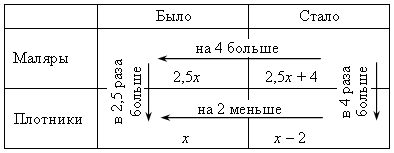 Было Стало
Маляры
на 4 больше
2,5x 2,5x + 4
в 2,5 раза
больше
в 4 раза
больше
Плотники
на 2 меньше
x x − 2